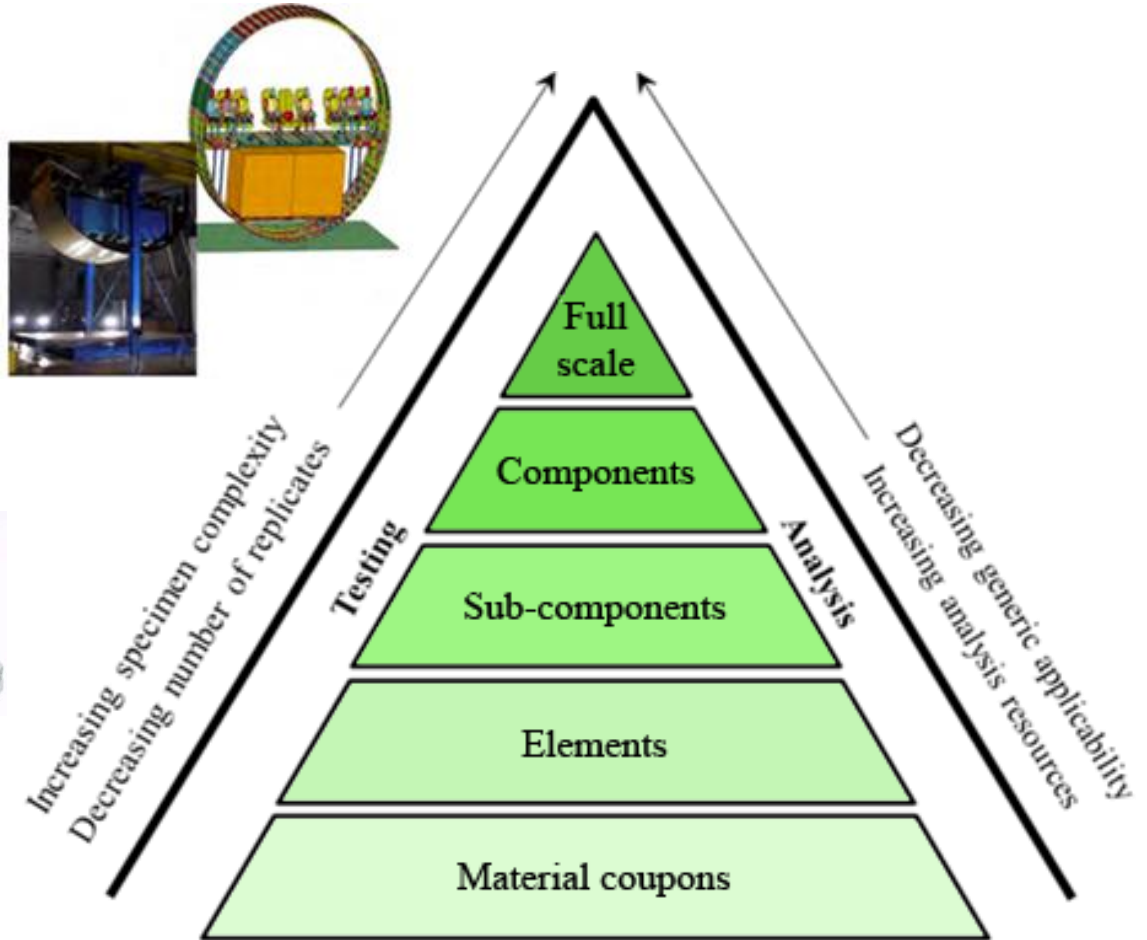 Full
scale
Components
Sub-components
Elements
Material coupons
Testing
Analysis
Increasing specimen complexity
Decreasing number of replicates
Decreasing generic applicability
Increasing analysis resources